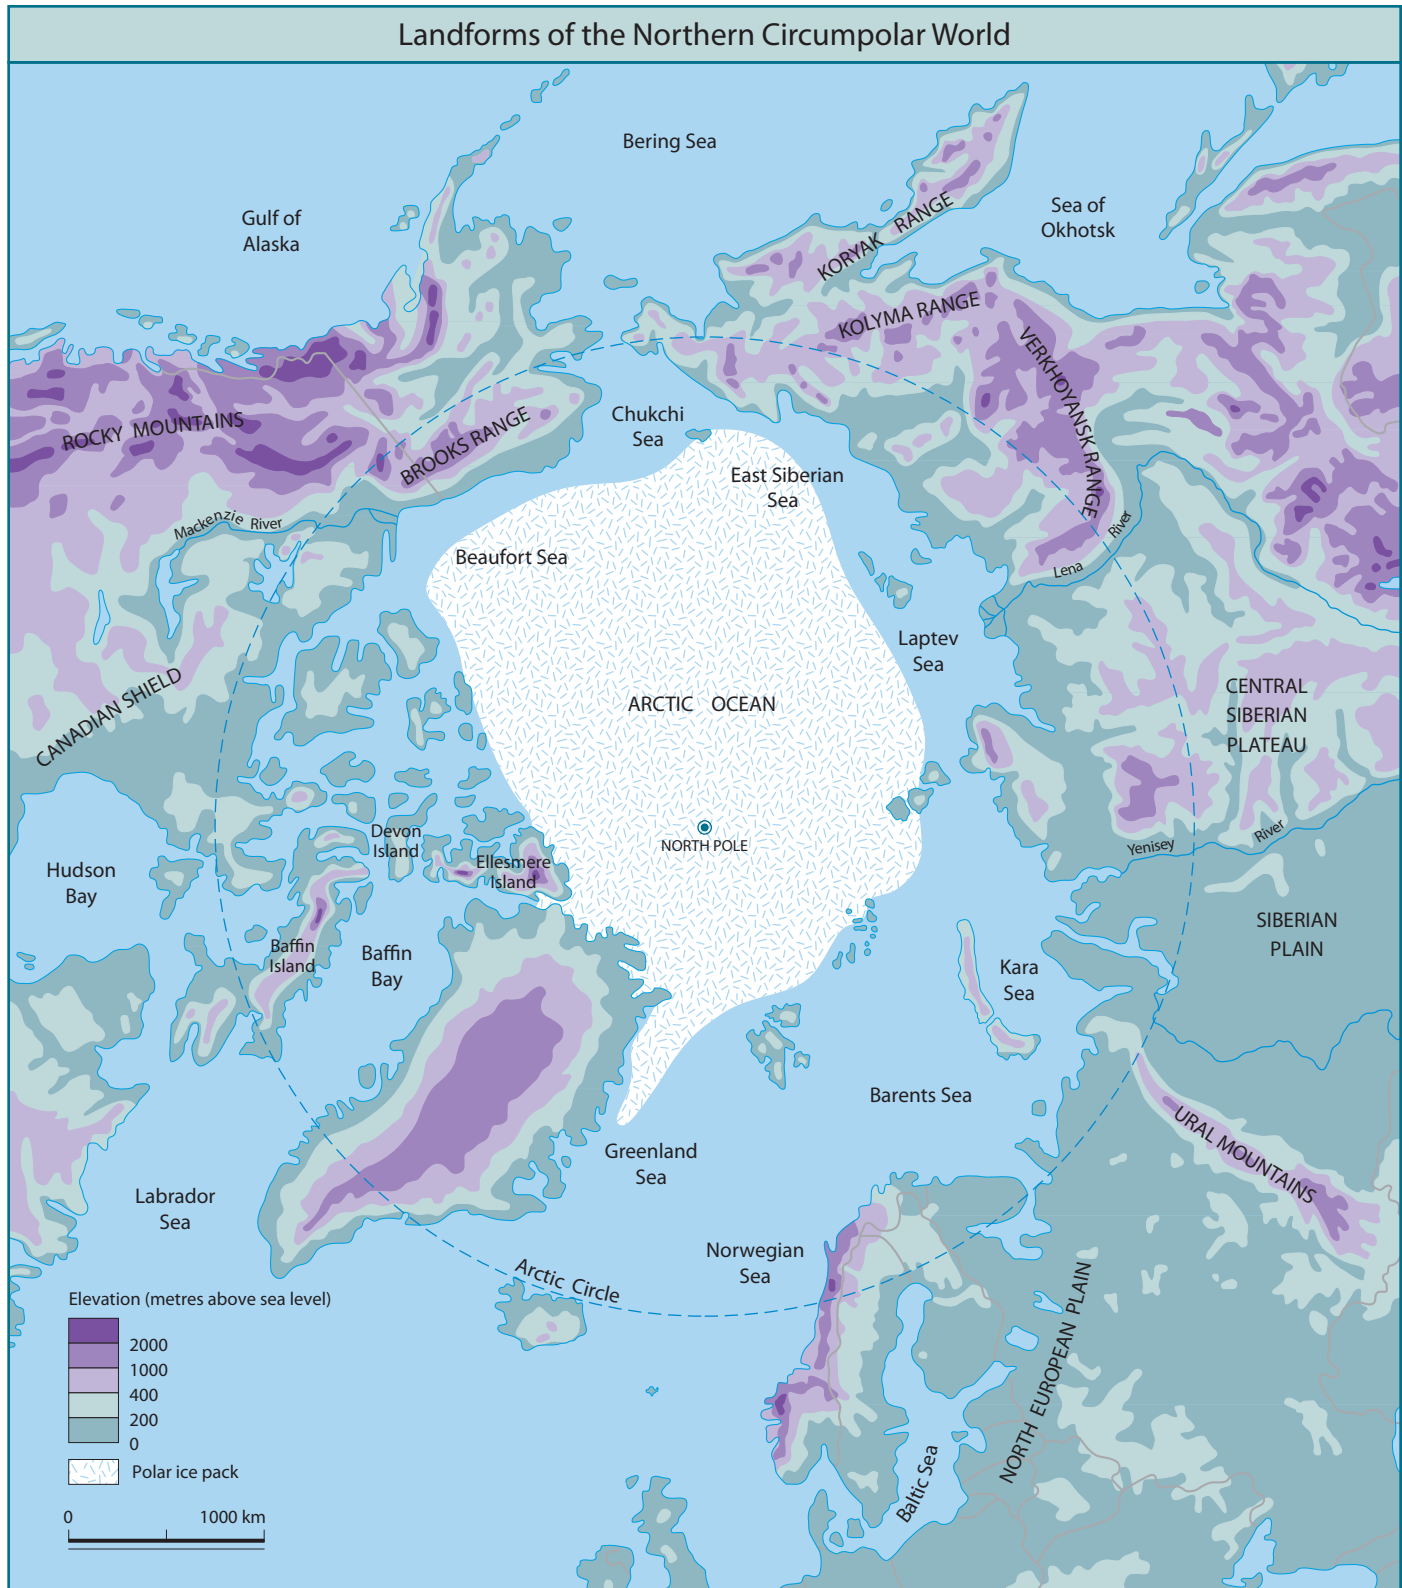 Landforms of the Northern Circumpolar World
Bering Sea
Gulf of
Alaska
Sea of
Okhotsk
KORYAK RANGE
KOLYMA RANGE
VERKHOYANSK RANGE
ROCKY MOUNTAINS
BROOKS RANGE
Chukchi
Sea
East Siberian
Sea
Mackenzie River
Beaufort Sea
Lena River
Laptev
Sea
CANADIAN SHIELD
ARCTIC OCEAN
CENTRAL
SIBERIAN
PLATEAU
NORTH POLE
Devon
Island
Ellesmere
Island
Yenisey River
Hudson
Bay
Baffin
Island
Baffin
Bay
SIBERIAN
PLAIN
Kara
Sea
Barents Sea
URAL MOUNTAINS
Greenland
Sea
Labrador
Sea
Norwegian
Sea
Arctic Circle
NORTH EUROPEAN PLAIN
Baltic Sea
Elevation (metres above sea level)
2000
1000
400
200
0
Polar ice pack
0 1000 km